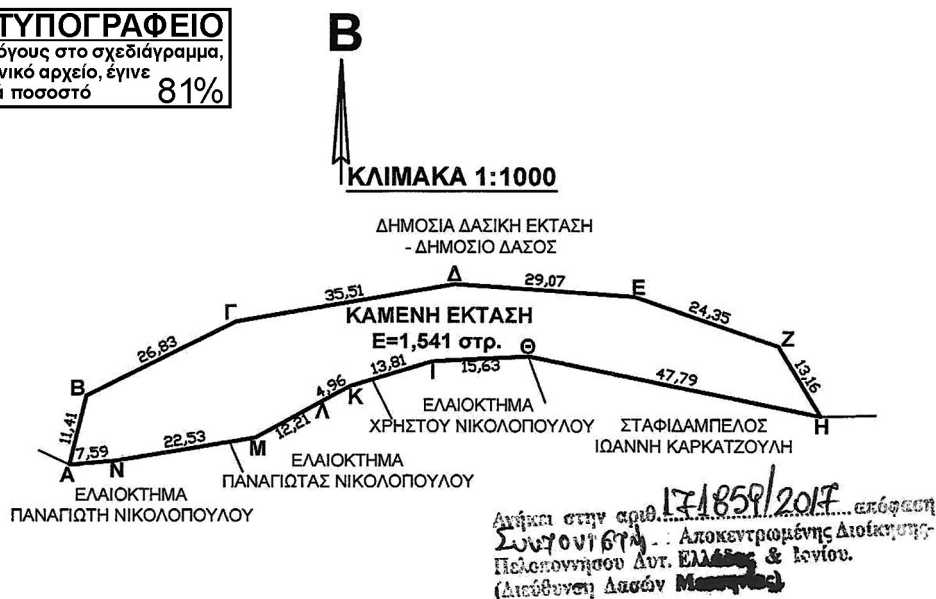 ΤΥΠΟΓΡΑΦΕΙΟ
όγους στο σχεδιάγραμμα,
νικό αρχείο, έγινε
ά ποσοστό 81%
Β
ΚΛΙΜΑΚΑ 1:1000
ΔΗΜΟΣΙΑ ΔΑΣΙΚΗ ΕΚΤΑΣΗ
- ΔΗΜΟΣΙΟ ΔΑΣΟΣ
Δ
29,07
Ε
35,51
24,35
Γ
ΚΑΜΕΝΗ ΕΚΤΑΣΗ
Ε=1,541 στρ.
Θ
Ζ
26,83
13,81
Ι
15,63
47,79
13,16
Β
4,96
Κ
Λ
12,21
ΕΛΑΙΟΚΤΗΜΑ
ΧΡΗΣΤΟΥ ΝΙΚΟΛΟΠΟΥΛΟΥ
ΣΤΑΦΙΔΑΜΠΕΛΟΣ
ΙΩΑΝΝΗ ΚΑΡΚΑΤΖΟΥΛΗ
Η
11,41
Α
7,59
Ν
22,53
Μ
ΕΛΑΙΟΚΤΗΜΑ
ΠΑΝΑΓΙΩΤΑΣ ΝΙΚΟΛΟΠΟΥΛΟΥ
ΕΛΑΙΟΚΤΗΜΑ
ΠΑΝΑΓΙΩΤΗ ΝΙΚΟΛΟΠΟΥΛΟΥ
Ανήκει στην αριθ. 171859/2017 απόφαση
Συντονιστή Αποκεντρωμένης Διοίκησης
Πελοποννήσου Δυτ. Ελλάδας & Ιονίου.
(Διεύθυνση Δασών Μεσσηνίας)